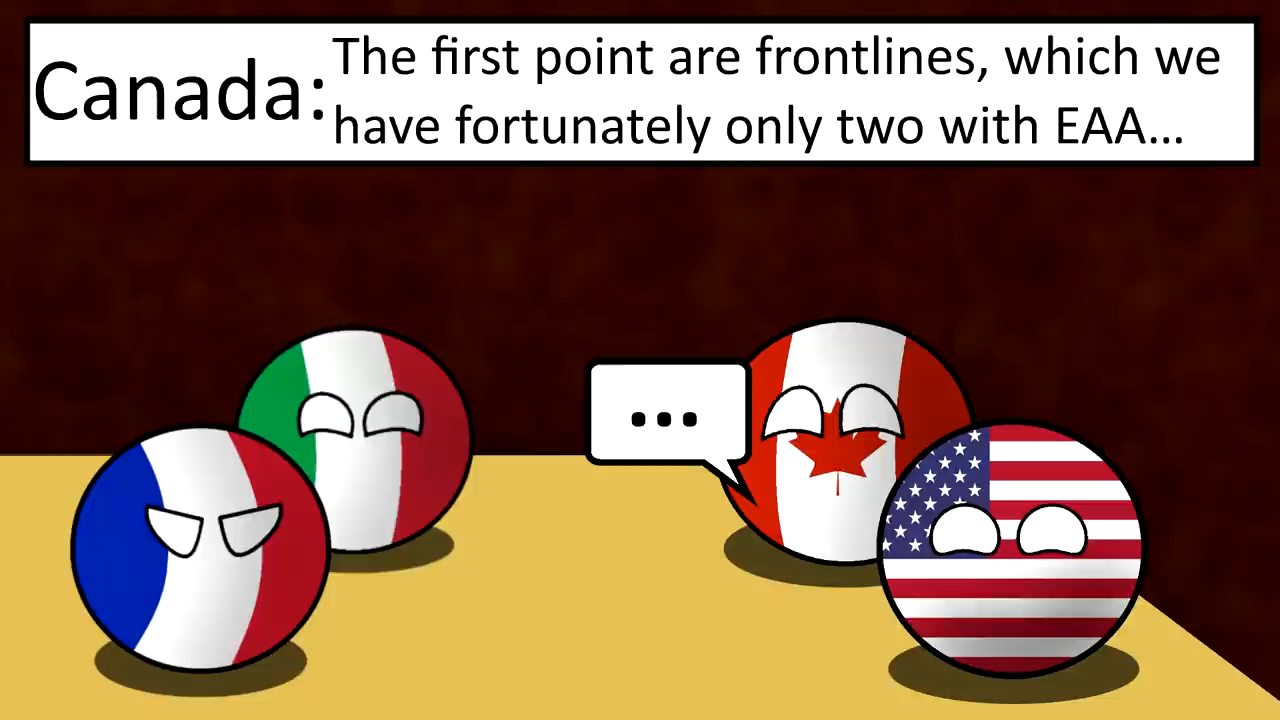 Canada:
The first point are frontlines, which we
have fortunately only two with EAA...
...